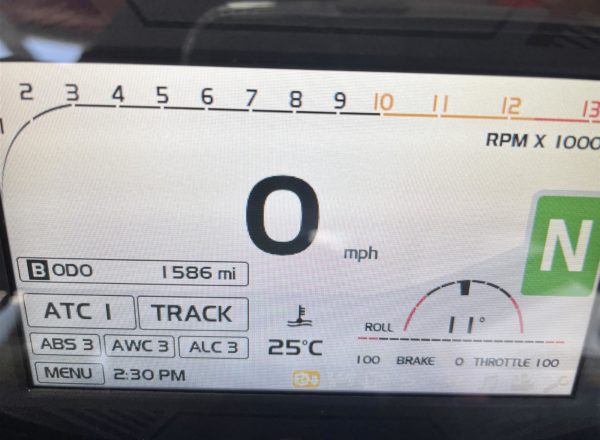 1 2 3 4 5 6 7 8 9 10 11 12 13
RPM X 1000
0 mph
N
B ODO 1586 mi
ATC 1 TRACK
ROLL 11°
ABS 3 AWC 3 ALC 3 25°C
100 BRAKE 0 THROTTLE 100
MENU 2:30 PM